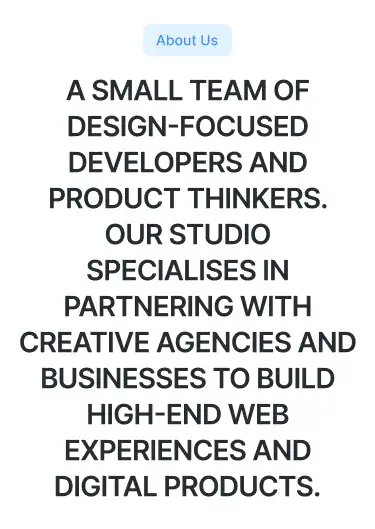 About Us
A SMALL TEAM OF
DESIGN-FOCUSED
DEVELOPERS AND
PRODUCT THINKERS.
OUR STUDIO
SPECIALISES IN
PARTNERING WITH
CREATIVE AGENCIES AND
BUSINESSES TO BUILD
HIGH-END WEB
EXPERIENCES AND
DIGITAL PRODUCTS.